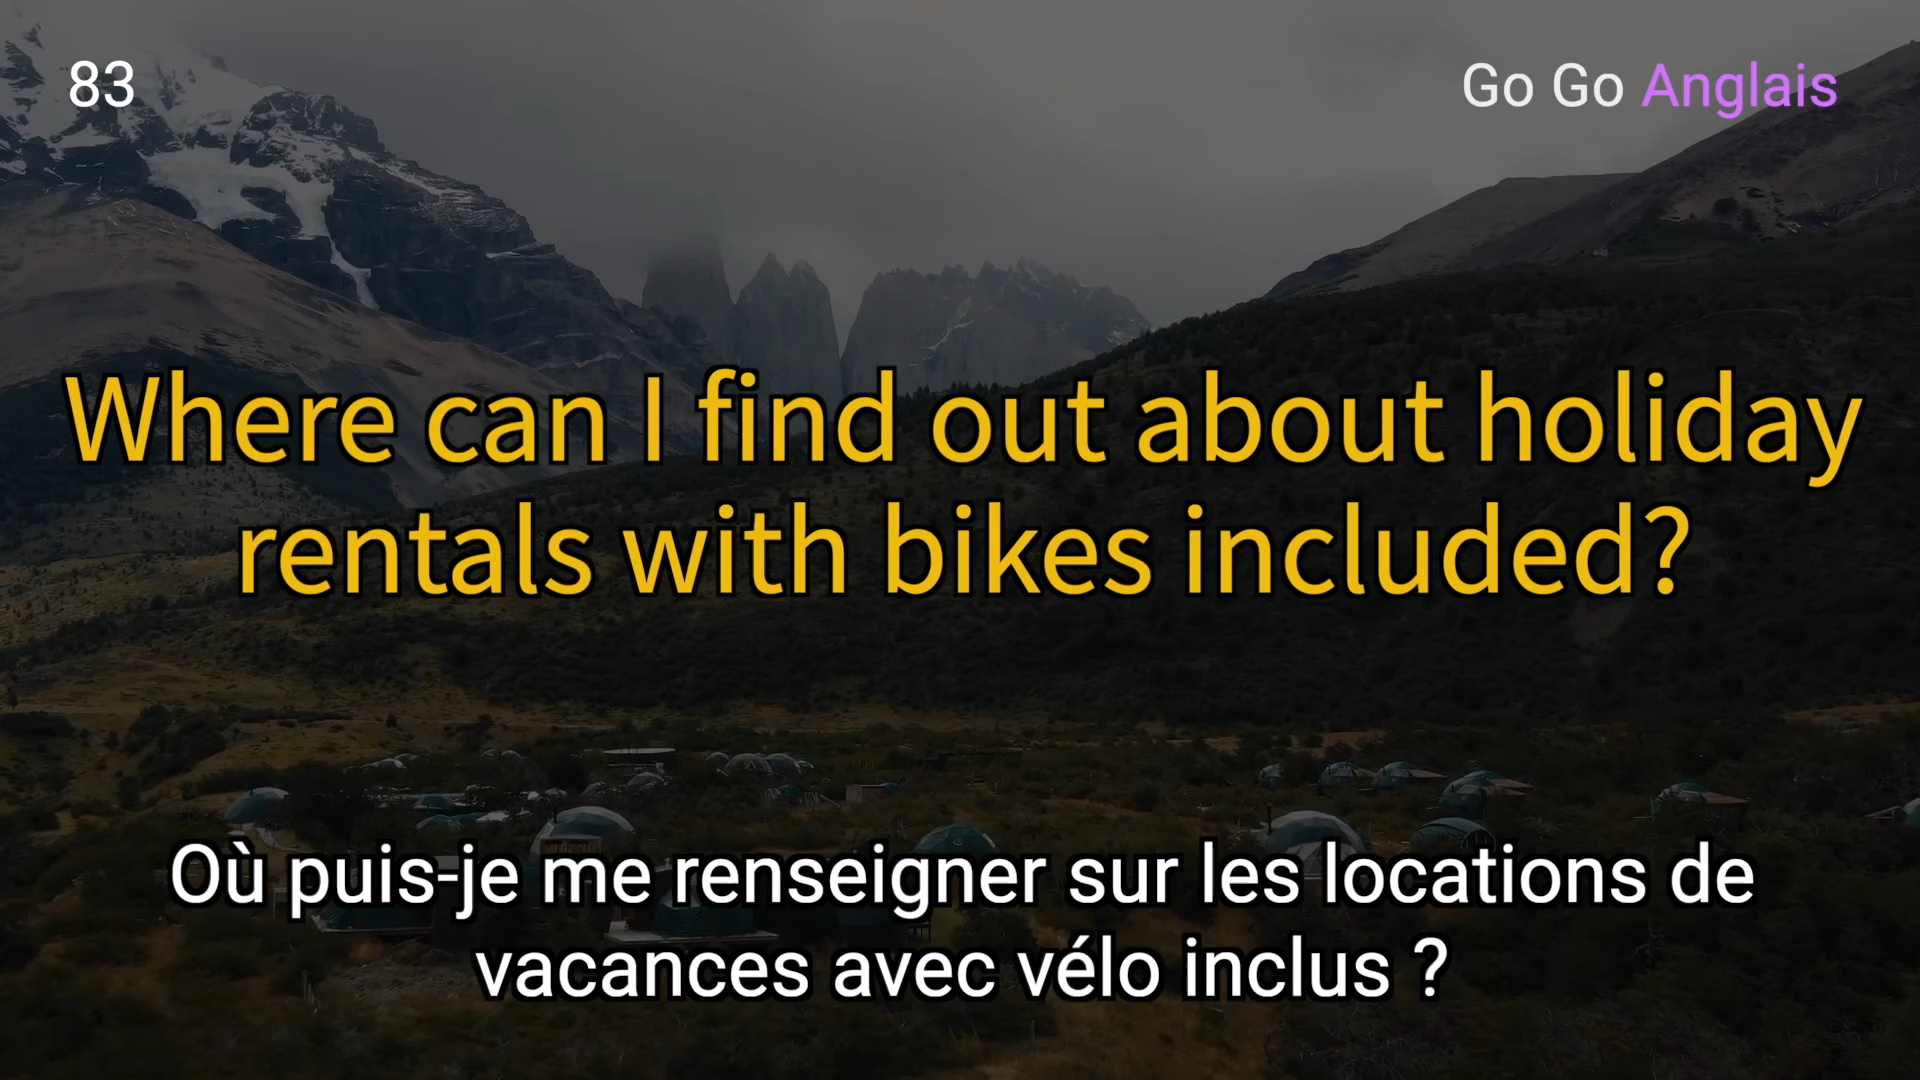 83
Go Go Anglais
Where can I find out about holiday
rentals with bikes included?
Où puis-je me renseigner sur les locations de
vacances avec vélo inclus ?